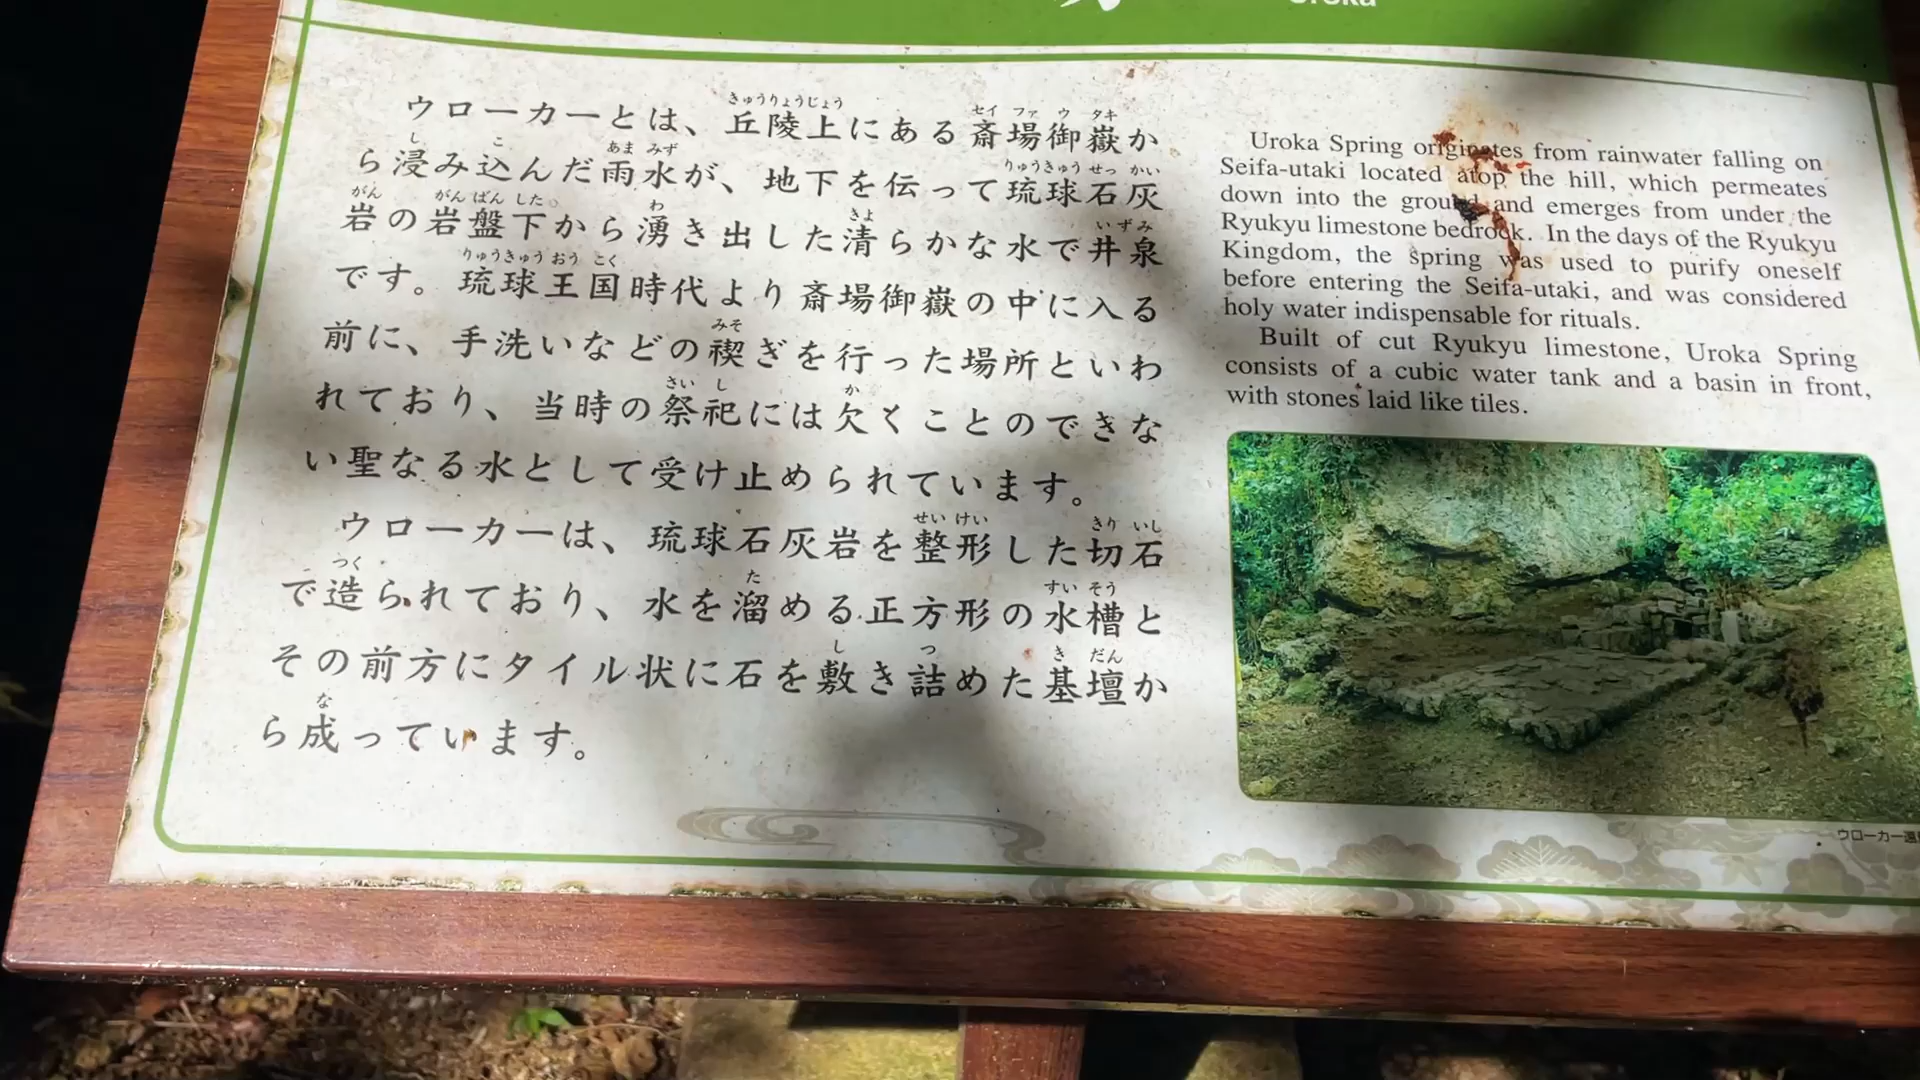 Uroka
ウローカーとは、丘陵上にある斎場御嶽か
ら浸み込んだ雨水が、地下を伝って琉球石灰
岩の岩盤下から湧き出した清らかな水で井泉
です。琉球王国時代より斎場御嶽の中に入る
前に、手洗いなどの禊ぎを行った場所といわ
れており、当時の祭祀には欠くことのできな
い聖なる水として受け止められています。
ウローカーは、琉球石灰岩を整形した切石
で造られており、水を溜める正方形の水槽と
その前方にタイル状に石を敷き詰めた基壇か
ら成っています。
Uroka Spring originates from rainwater falling on
Seifa-utaki located atop the hill, which permeates
down into the ground and emerges from under the
Ryukyu limestone bedrock. In the days of the Ryukyu
Kingdom, the spring was used to purify oneself
before entering the Seifa-utaki, and was considered
holy water indispensable for rituals.
Built of cut Ryukyu limestone, Uroka Spring
consists of a cubic water tank and a basin in front,
with stones laid like tiles.
ウローカー遠